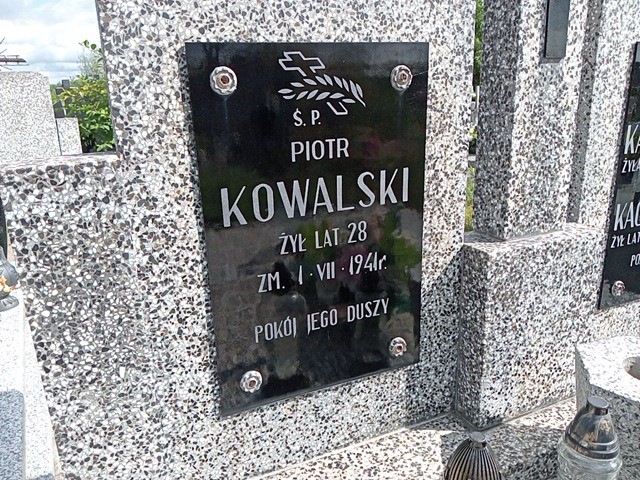 Ś. P.
PIOTR
KOWALSKI
ŻYŁ LAT 28
ZM. 1 · VII · 1941r.
POKÓJ JEGO DUSZY